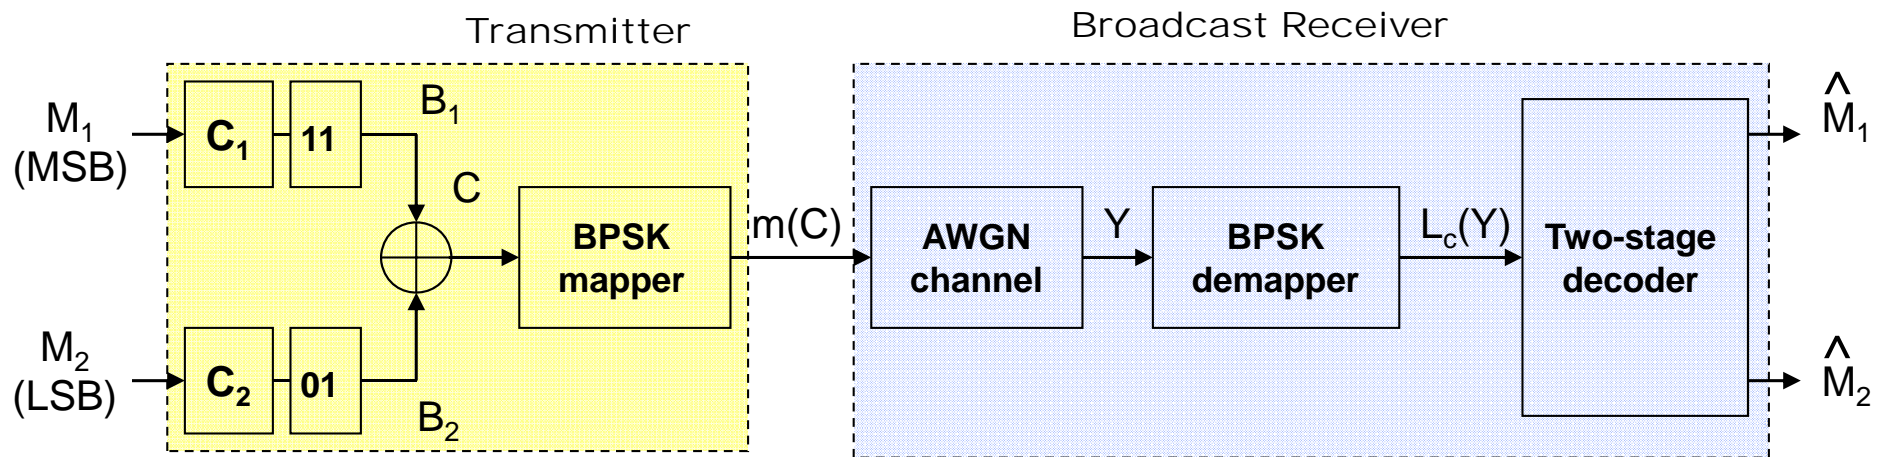 Transmitter
Broadcast Receiver
M1
(MSB)
C1
11
B1
C
BPSK
mapper
m(C)
AWGN
channel
Y
BPSK
demapper
Lc(Y)
Two-stage
decoder
^
M1
M2
(LSB)
C2
01
B2
^
M2